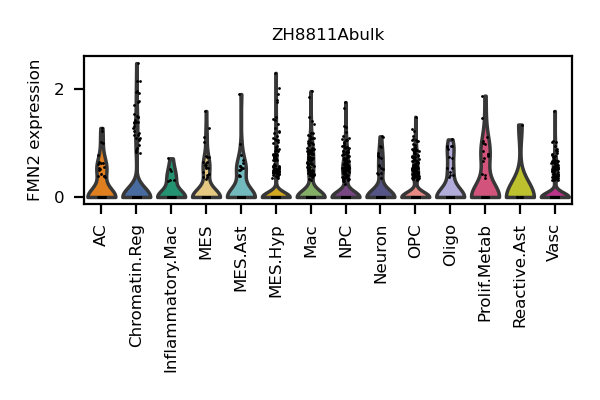 ZH8811Abulk
FMN2 expression
2
0
AC
Chromatin.Reg
Inflammatory.Mac
MES
MES.Ast
MES.Hyp
Mac
NPC
Neuron
OPC
Oligo
Prolif.Metab
Reactive.Ast
Vasc